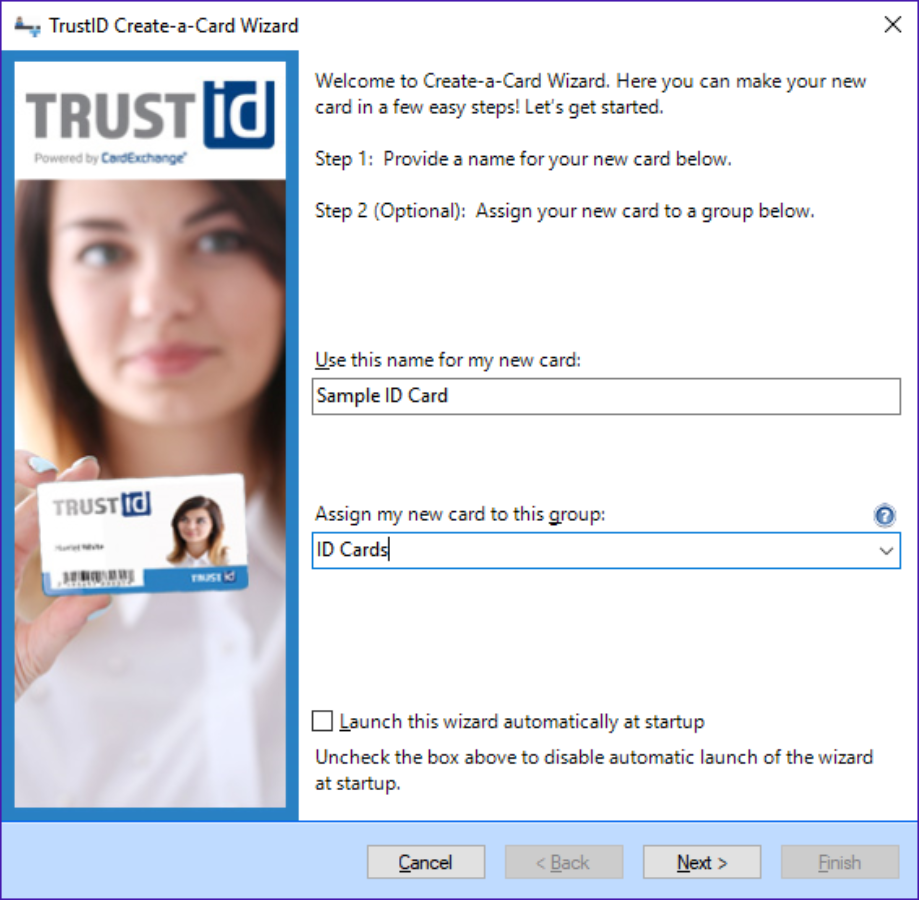 TrustID Create-a-Card Wizard
TRUST id
Powered by CardExchange®
Welcome to Create-a-Card Wizard. Here you can make your new
card in a few easy steps! Let's get started.
Step 1:  Provide a name for your new card below.
Step 2 (Optional):  Assign your new card to a group below.
Use this name for my new card:
Sample ID Card
TRUST id
Assign my new card to this group:
?
ID Cards
TRUST id
Launch this wizard automatically at startup
Uncheck the box above to disable automatic launch of the wizard
at startup.
Cancel
< Back
Next >
Finish